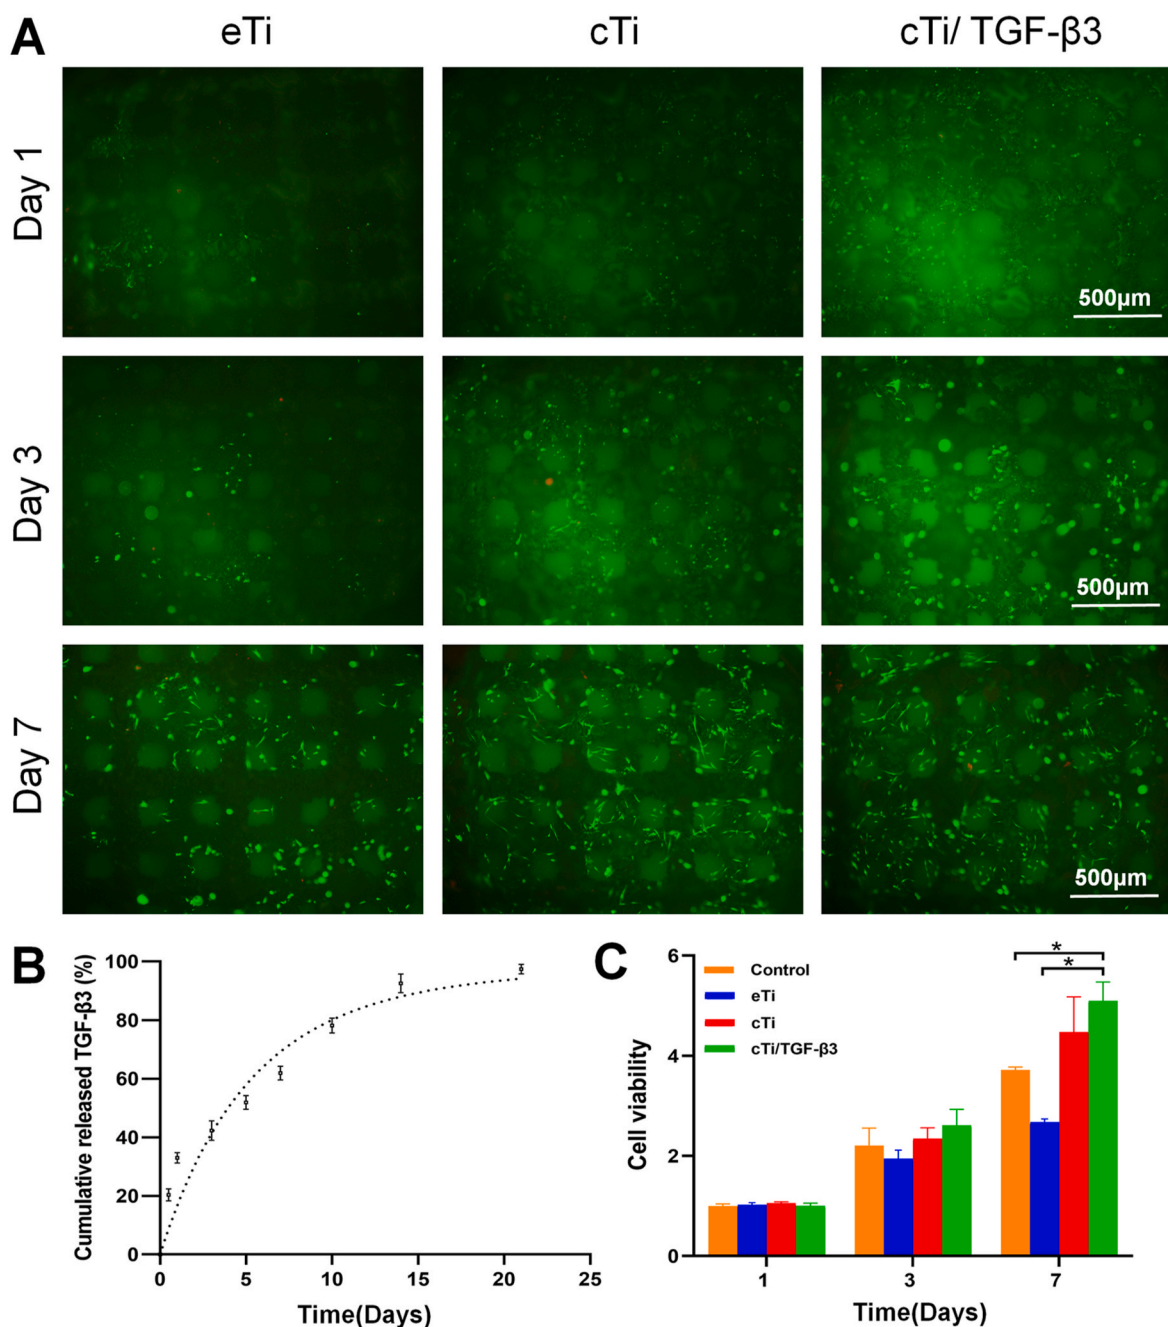 A
eTi
cTi
cTi/ TGF-β3
Day 1
500μm
Day 3
500μm
Day 7
500μm
B
Cumulative released TGF-β3 (%)
100
80
60
40
20
0
0
5
10
15
20
25
Time(Days)
C
Cell viability
6
4
2
0
Control
eTi
cTi
cTi/TGF-β3
*
*
1
3
7
Time(Days)